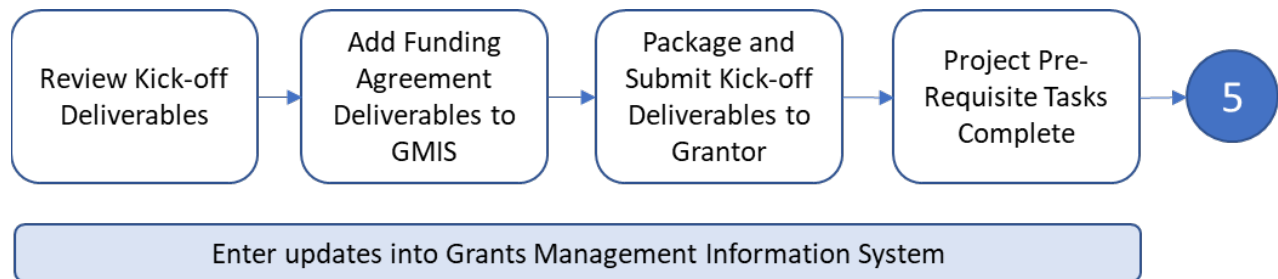 Review Kick-off
Deliverables
Add Funding
Agreement
Deliverables to
GMIS
Package and
Submit Kick-off
Deliverables to
Grantor
Project Pre-
Requisite Tasks
Complete
5
Enter updates into Grants Management Information System